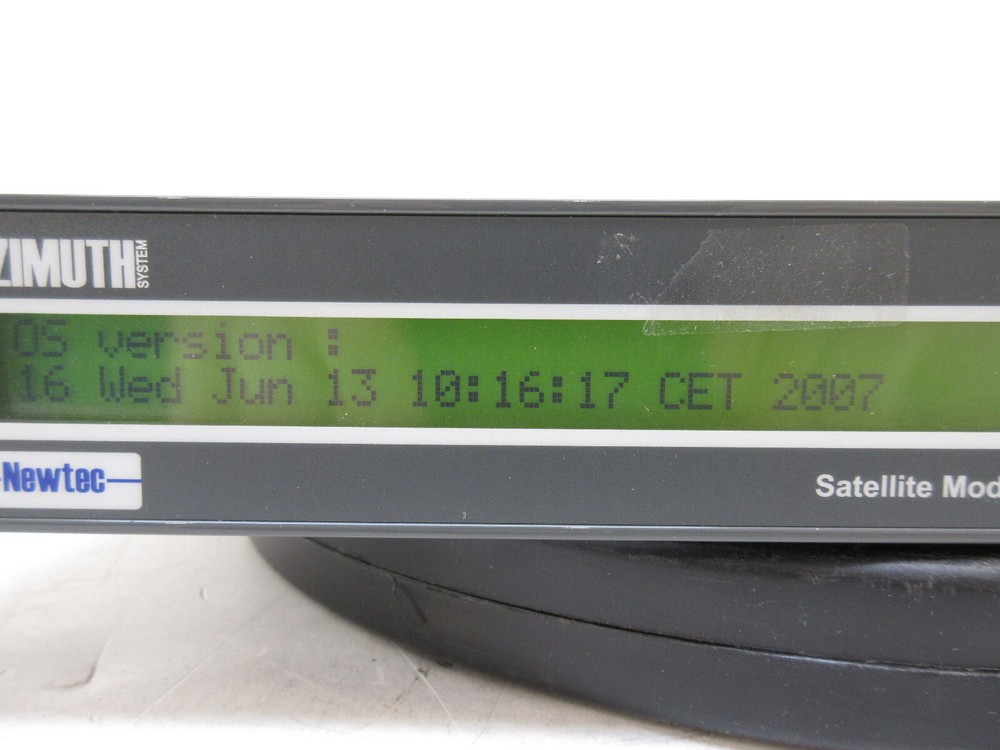 ZIMUTH SYSTEM
OS version :
16 Wed Jun 13 10:16:17 CET 2007
Newtec
Satellite Mod